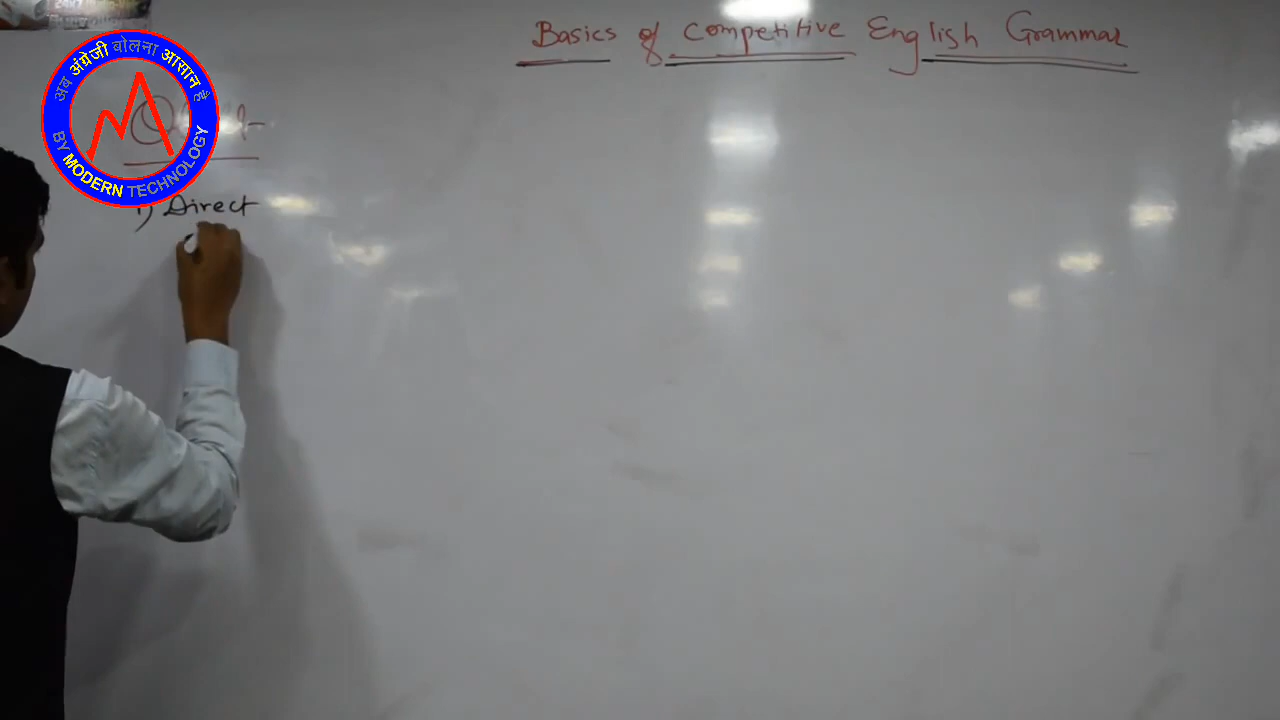 Basics of Competitive English Grammar
अब अंग्रेजी बोलना आसान है
BY MODERN TECHNOLOGY
1) Direct